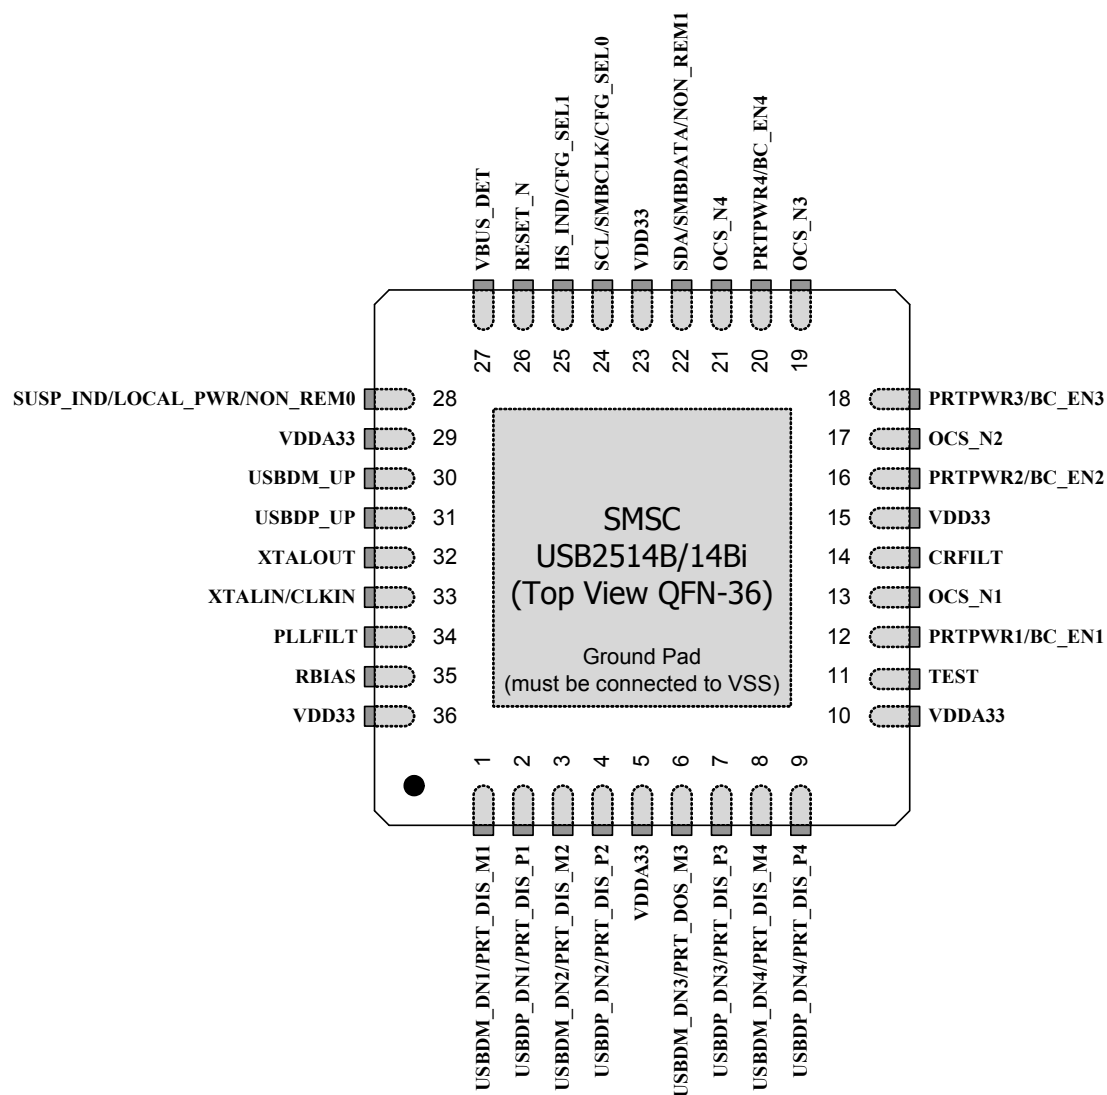 VBUS_DET
RESET_N
HS_IND/CFG_SEL1
SCL/SMBCLK/CFG_SEL0
VDD33
SDA/SMBDATA/NON_REM1
OCS_N4
PRTPWR4/BC_EN4
OCS_N3
27
26
25
24
23
22
21
20
19
SUSP_IND/LOCAL_PWR/NON_REM0 28
VDDA33 29
USBDM_UP 30
USBDP_UP 31
XTALOUT 32
XTALIN/CLKIN 33
PLLFILT 34
RBIAS 35
VDD33 36
SMSC
USB2514B/14Bi
(Top View QFN-36)
Ground Pad
(must be connected to VSS)
18 PRTPWR3/BC_EN3
17 OCS_N2
16 PRTPWR2/BC_EN2
15 VDD33
14 CRFILT
13 OCS_N1
12 PRTPWR1/BC_EN1
11 TEST
10 VDDA33
1
2
3
4
5
6
7
8
9
USBDM_DN1/PRT_DIS_M1
USBDP_DN1/PRT_DIS_P1
USBDM_DN2/PRT_DIS_M2
USBDP_DN2/PRT_DIS_P2
VDDA33
USBDM_DN3/PRT_DOS_M3
USBDP_DN3/PRT_DIS_P3
USBDM_DN4/PRT_DIS_M4
USBDP_DN4/PRT_DIS_P4